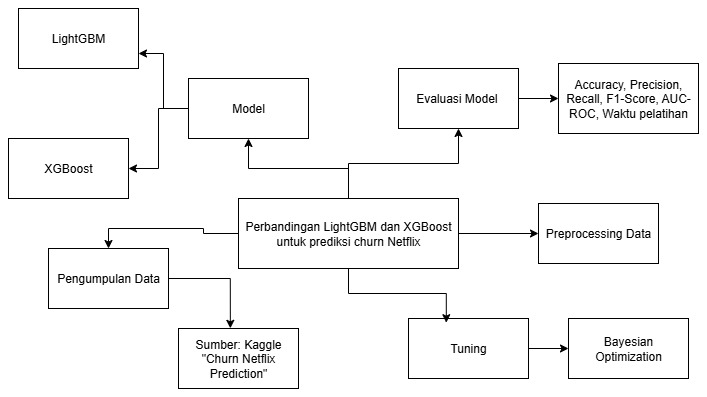 LightGBM
Model
Evaluasi Model
Accuracy, Precision,
Recall, F1-Score, AUC-
ROC, Waktu pelatihan
XGBoost
Perbandingan LightGBM dan XGBoost
untuk prediksi churn Netflix
Preprocessing Data
Pengumpulan Data
Sumber: Kaggle
"Churn Netflix
Prediction"
Tuning
Bayesian
Optimization